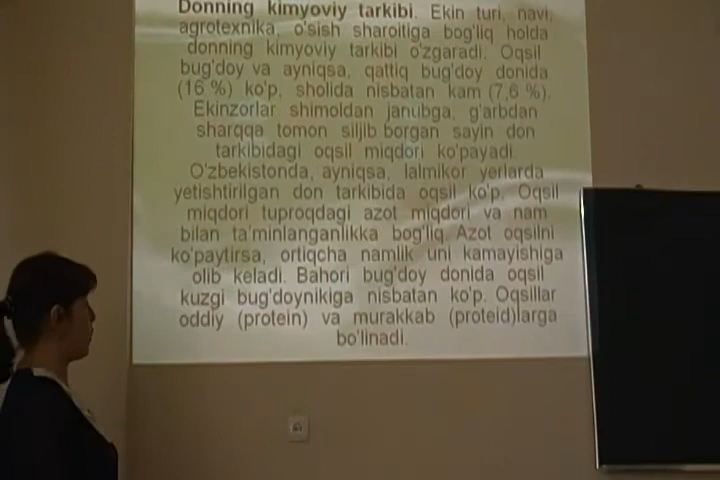 Donning kimyoviy tarkibi. Ekin turi, navi,
agrotexnika, o'sish sharoitiga bog'liq holda
donning kimyoviy tarkibi o'zgaradi. Oqsil
bug'doy va ayniqsa, qattiq bug'doy donida
(16 %) ko'p, sholida nisbatan kam (7,6 %).
Ekinzorlar shimoldan janubga, g'arbdan
sharqqa tomon siljib borgan sayin don
tarkibidagi oqsil miqdori ko'payadi.
O'zbekistonda, ayniqsa, lalmikor yerlarda
yetishtirilgan don tarkibida oqsil ko'p. Oqsil
miqdori tuproqdagi azot miqdori va nam
bilan ta'minlanganlikka bog'liq. Azot oqsilni
ko'paytirsa, ortiqcha namlik uni kamayishiga
olib keladi. Bahori bug'doy donida oqsil
kuzgi bug'doynikiga nisbatan ko'p. Oqsillar
oddiy (protein) va murakkab (proteid)larga
bo'linadi.